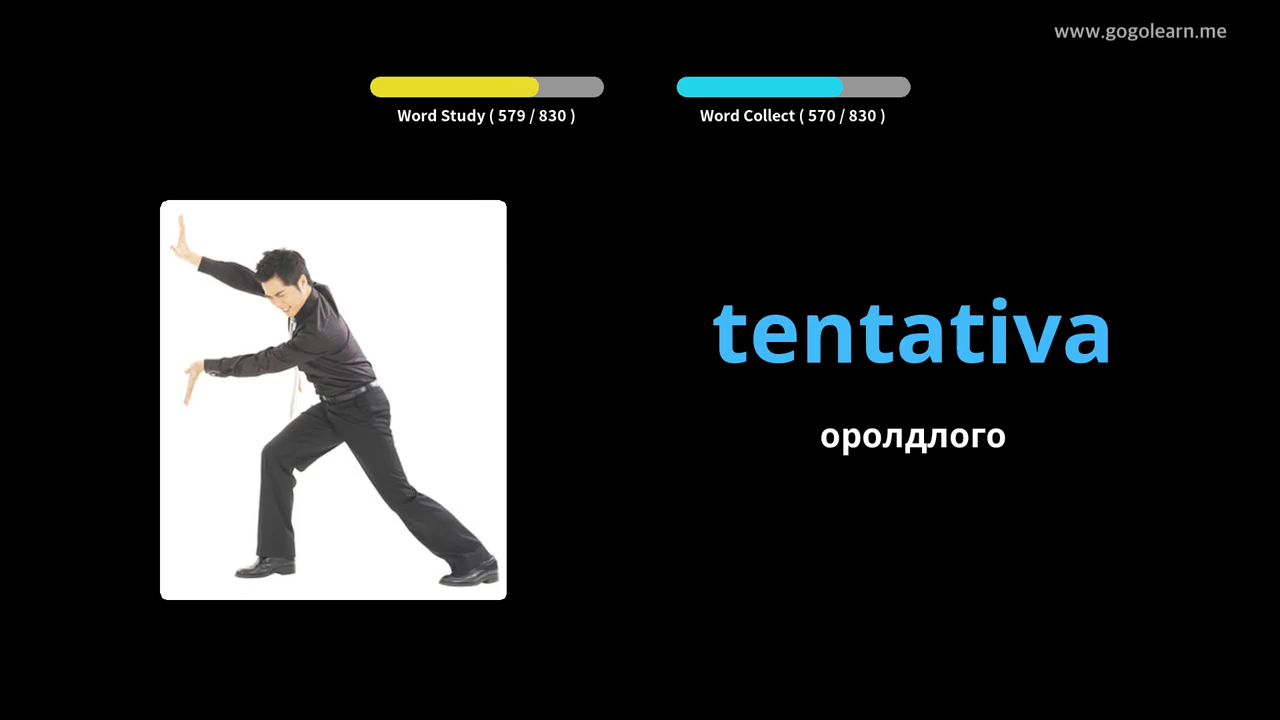 www.gogolearn.me
Word Study ( 579 / 830 )
Word Collect ( 570 / 830 )
tentativa
оролдлого